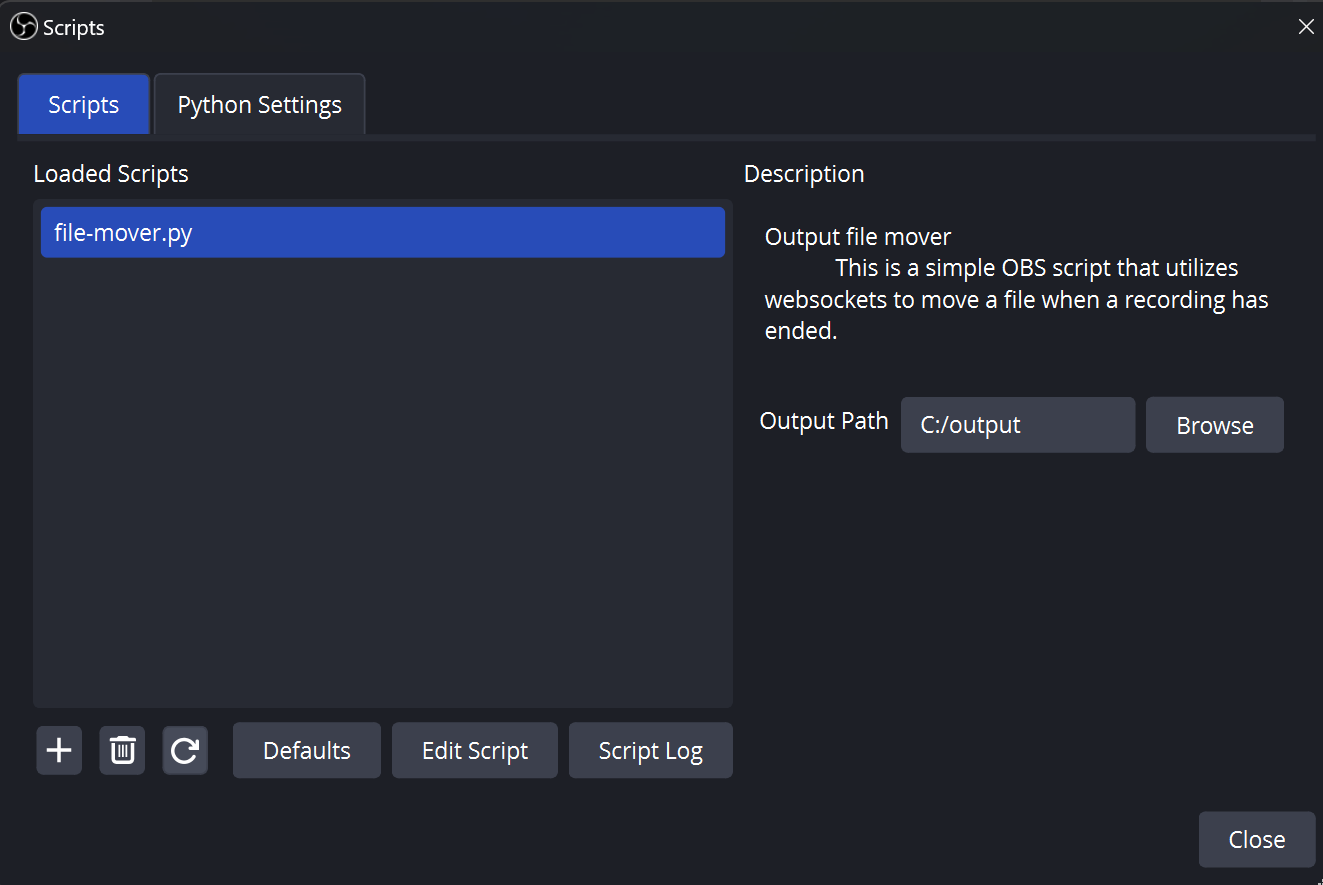 Scripts
Scripts
Python Settings
Loaded Scripts
Description
file-mover.py
Output file mover
This is a simple OBS script that utilizes
websockets to move a file when a recording has
ended.
Output Path
C:/output
Browse
Defaults
Edit Script
Script Log
Close